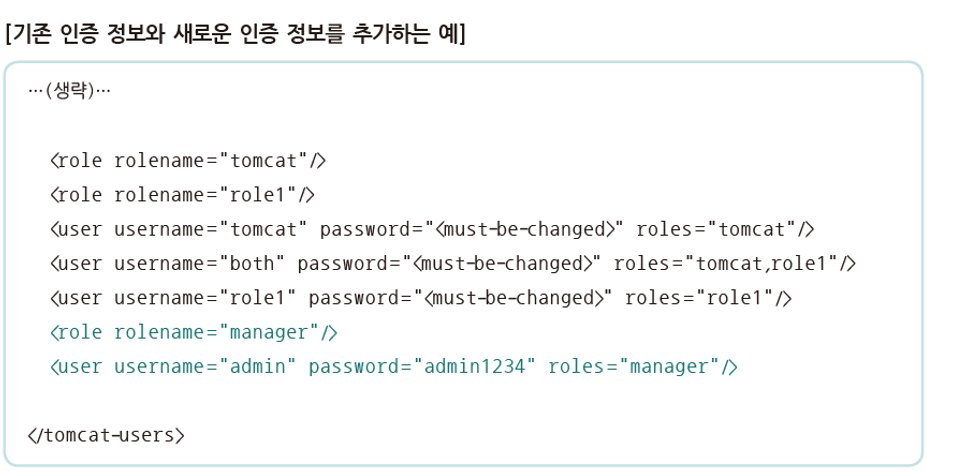 [기존 인증 정보와 새로운 인증 정보를 추가하는 예]
…(생략)…
<role rolename="tomcat"/>
<role rolename="role1"/>
<user username="tomcat" password="<must-be-changed>" roles="tomcat"/>
<user username="both" password="<must-be-changed>" roles="tomcat,role1"/>
<user username="role1" password="<must-be-changed>" roles="role1"/>
<role rolename="manager"/>
<user username="admin" password="admin1234" roles="manager"/>
</tomcat-users>